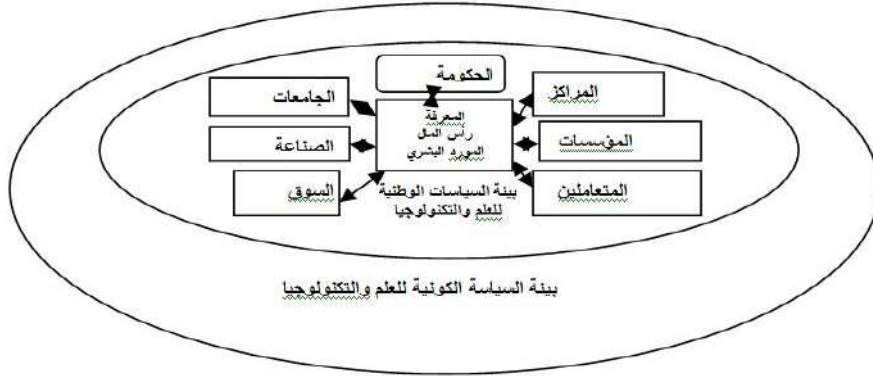 الحكومة
المراكز
الجامعات
المعرفة
رأس المال
المورد البشري
المؤسسات
الصناعة
المتعاملين
السوق
بيئة السياسات الوطنية
للعلم والتكنولوجيا
بيئة السياسة الكونية للعلم والتكنولوجيا